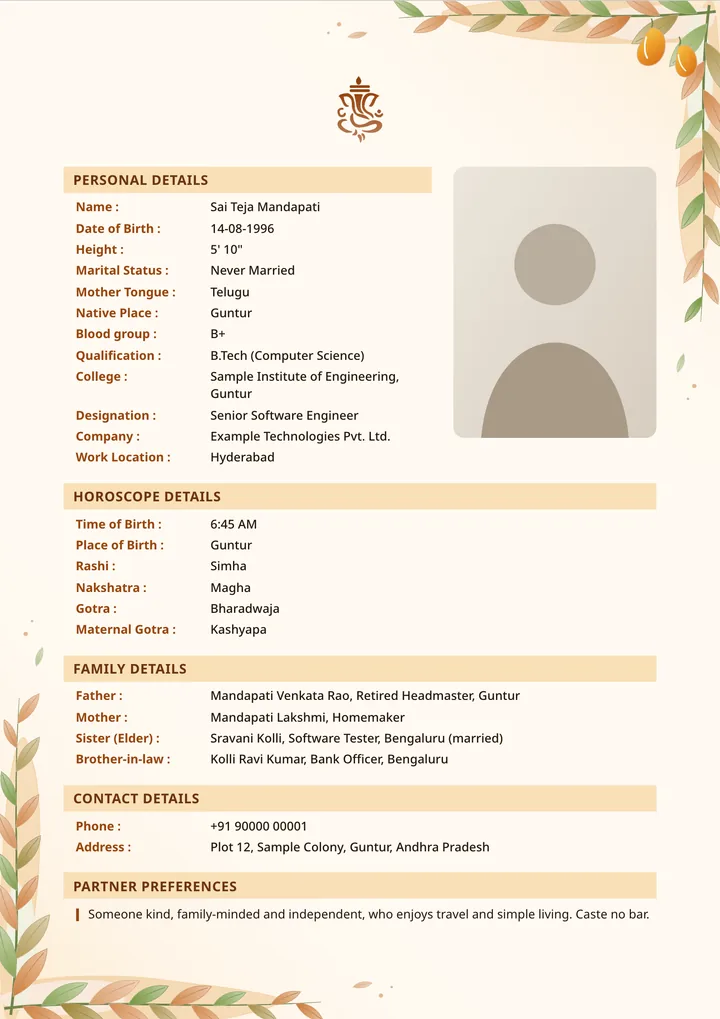 PERSONAL DETAILS
Name : Sai Teja Mandapati
Date of Birth : 14-08-1996
Height : 5' 10"
Marital Status : Never Married
Mother Tongue : Telugu
Native Place : Guntur
Blood group : B+
Qualification : B.Tech (Computer Science)
College : Sample Institute of Engineering,
Guntur
Designation : Senior Software Engineer
Company : Example Technologies Pvt. Ltd.
Work Location : Hyderabad
HOROSCOPE DETAILS
Time of Birth : 6:45 AM
Place of Birth : Guntur
Rashi : Simha
Nakshatra : Magha
Gotra : Bharadwaja
Maternal Gotra : Kashyapa
FAMILY DETAILS
Father : Mandapati Venkata Rao, Retired Headmaster, Guntur
Mother : Mandapati Lakshmi, Homemaker
Sister (Elder) : Sravani Kolli, Software Tester, Bengaluru (married)
Brother-in-law : Kolli Ravi Kumar, Bank Officer, Bengaluru
CONTACT DETAILS
Phone : +91 90000 00001
Address : Plot 12, Sample Colony, Guntur, Andhra Pradesh
PARTNER PREFERENCES
Someone kind, family-minded and independent, who enjoys travel and simple living. Caste no bar.